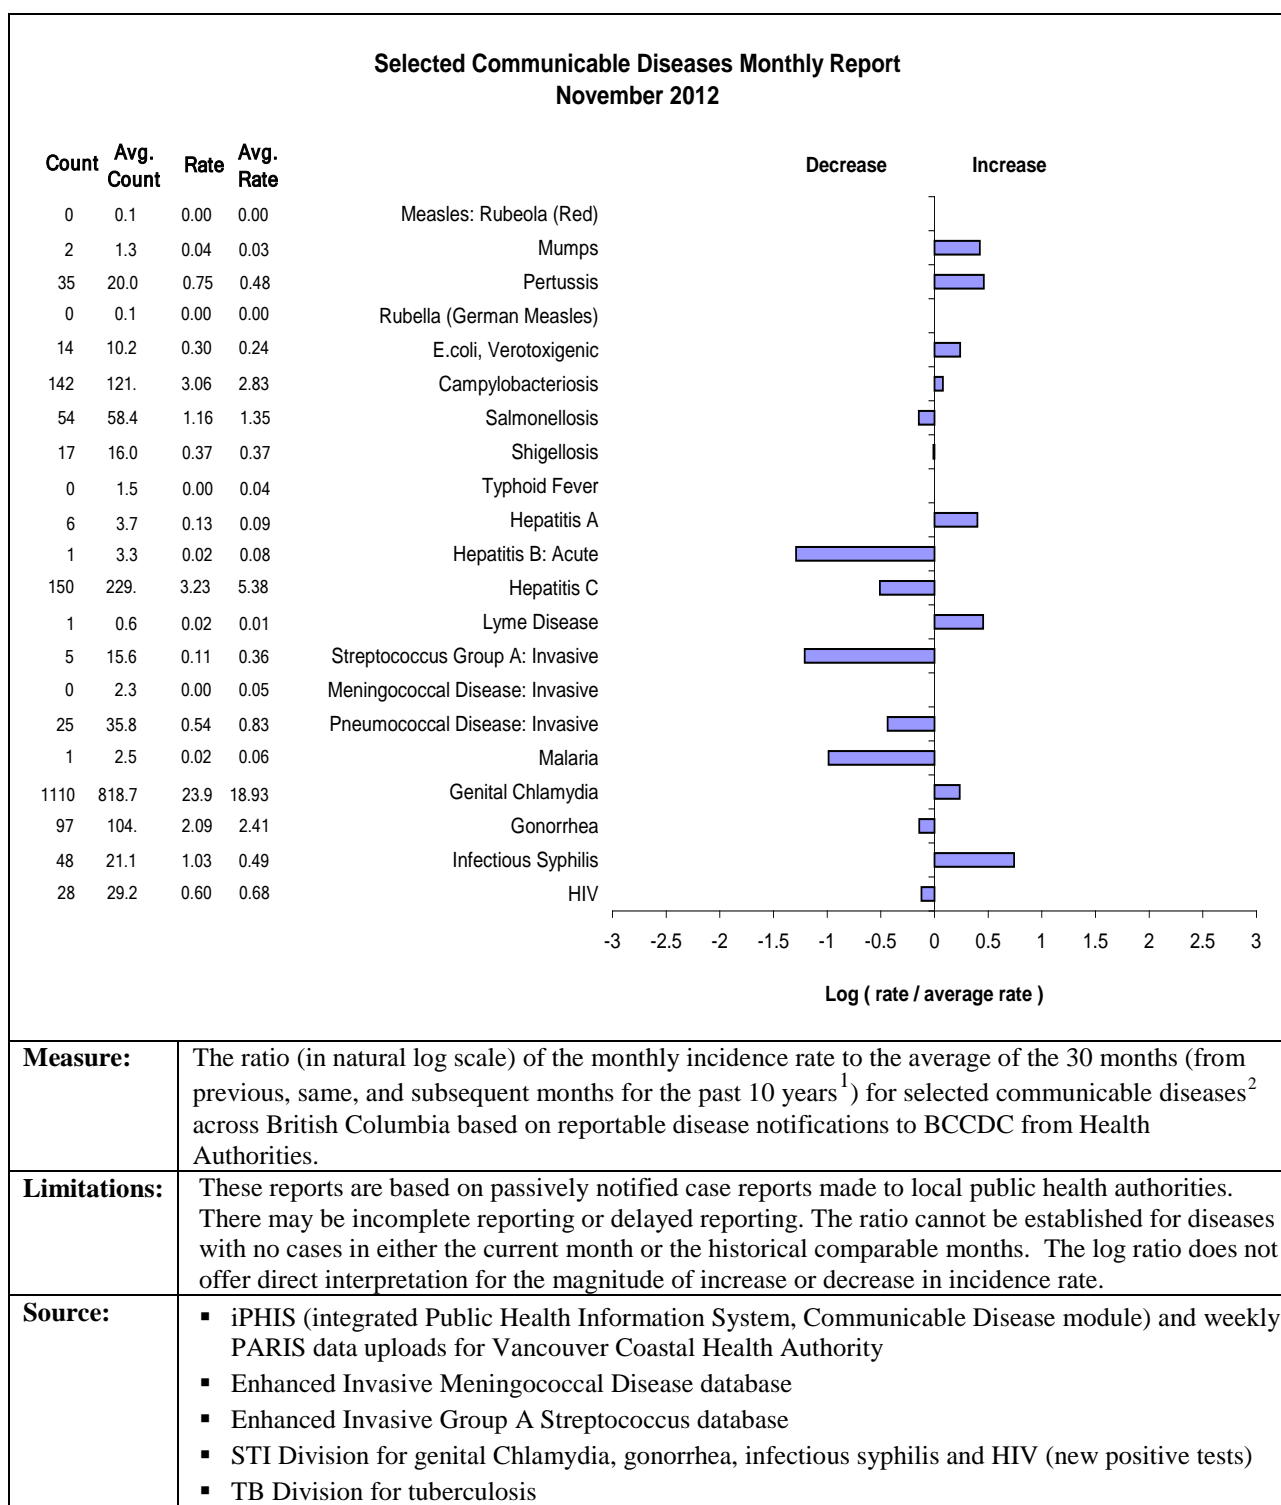 Selected Communicable Diseases Monthly Report
November 2012
Count Avg. Count Rate Avg. Rate Decrease Increase
0 0.1 0.00 0.00 Measles: Rubeola (Red)
2 1.3 0.04 0.03 Mumps
35 20.0 0.75 0.48 Pertussis
0 0.1 0.00 0.00 Rubella (German Measles)
14 10.2 0.30 0.24 E.coli, Verotoxigenic
142 121. 3.06 2.83 Campylobacteriosis
54 58.4 1.16 1.35 Salmonellosis
17 16.0 0.37 0.37 Shigellosis
0 1.5 0.00 0.04 Typhoid Fever
6 3.7 0.13 0.09 Hepatitis A
1 3.3 0.02 0.08 Hepatitis B: Acute
150 229. 3.23 5.38 Hepatitis C
1 0.6 0.02 0.01 Lyme Disease
5 15.6 0.11 0.36 Streptococcus Group A: Invasive
0 2.3 0.00 0.05 Meningococcal Disease: Invasive
25 35.8 0.54 0.83 Pneumococcal Disease: Invasive
1 2.5 0.02 0.06 Malaria
1110 818.7 23.9 18.93 Genital Chlamydia
97 104. 2.09 2.41 Gonorrhea
48 21.1 1.03 0.49 Infectious Syphilis
28 29.2 0.60 0.68 HIV
-3 -2.5 -2 -1.5 -1 -0.5 0 0.5 1 1.5 2 2.5 3
Log ( rate / average rate )
Measure: The ratio (in natural log scale) of the monthly incidence rate to the average of the 30 months (from
previous, same, and subsequent months for the past 10 years1) for selected communicable diseases2
across British Columbia based on reportable disease notifications to BCCDC from Health
Authorities.
Limitations: These reports are based on passively notified case reports made to local public health authorities.
There may be incomplete reporting or delayed reporting. The ratio cannot be established for diseases
with no cases in either the current month or the historical comparable months. The log ratio does not
offer direct interpretation for the magnitude of increase or decrease in incidence rate.
Source: ▪ iPHIS (integrated Public Health Information System, Communicable Disease module) and weekly
PARIS data uploads for Vancouver Coastal Health Authority
▪ Enhanced Invasive Meningococcal Disease database
▪ Enhanced Invasive Group A Streptococcus database
▪ STI Division for genital Chlamydia, gonorrhea, infectious syphilis and HIV (new positive tests)
▪ TB Division for tuberculosis